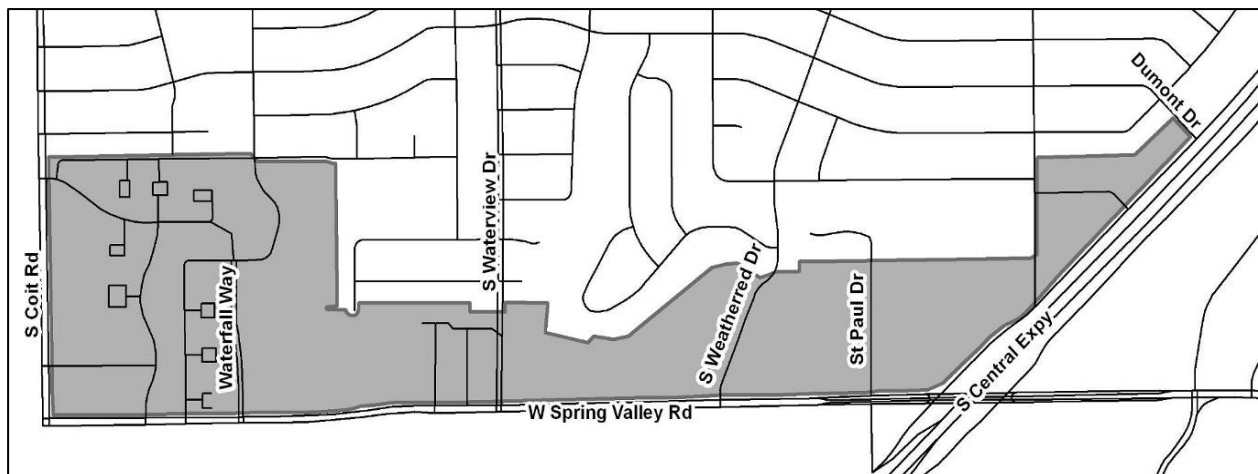 Dumont Dr
S Coit Rd
Waterfall Way
S Waterview Dr
S Weatherred Dr
St Paul Dr
S Central Expy
W Spring Valley Rd